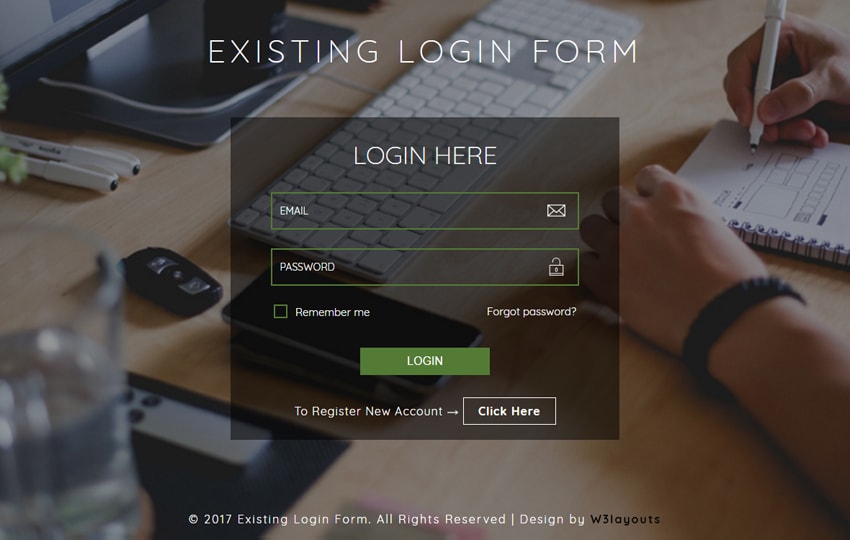 EXISTING LOGIN FORM
LOGIN HERE
EMAIL
PASSWORD
Remember me Forgot password?
LOGIN
To Register New Account → Click Here
© 2017 Existing Login Form. All Rights Reserved | Design by W3layouts